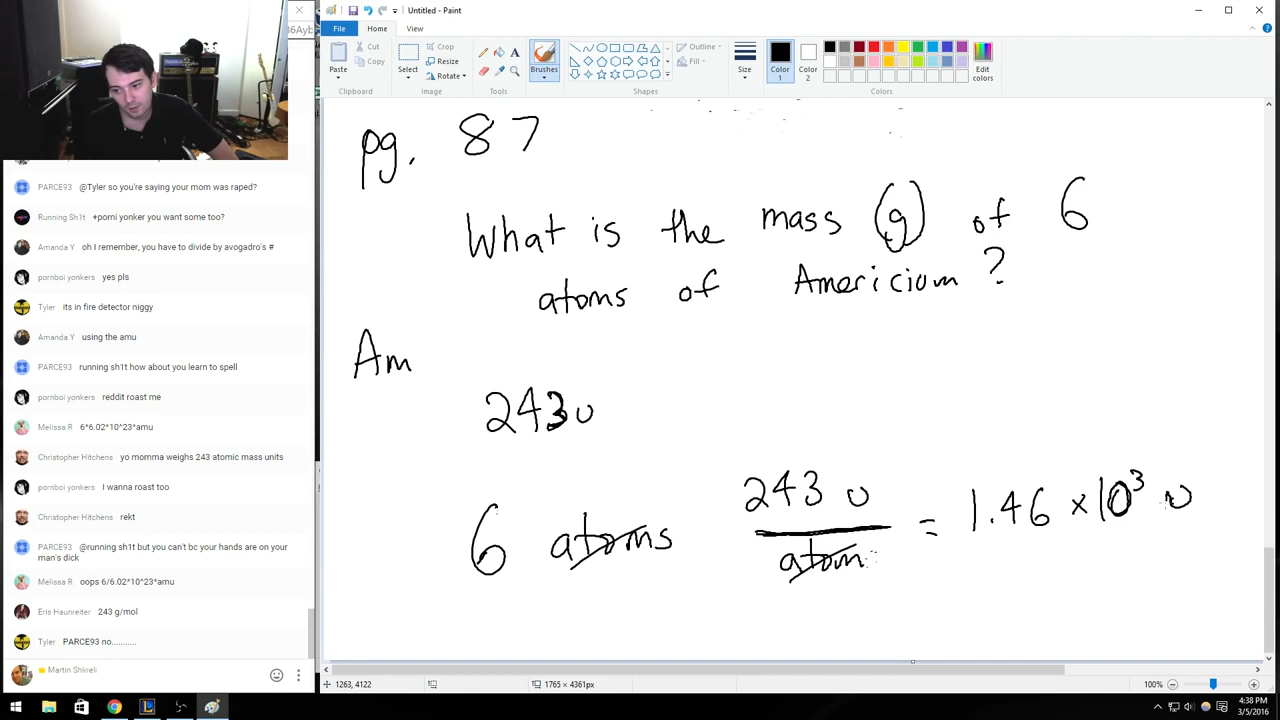 36Ayb
Untitled - Paint
File
Home
View
Paste
Cut
Copy
Clipboard
Select
Crop
Resize
Rotate
Image
Tools
Brushes
Shapes
Outline
Fill
Size
Color 1
Color 2
Edit colors
Colors
PARCE93 @Tyler so you're saying your mom was raped?
Running Sh1t +porni yonker you want some too?
Amanda Y oh I remember, you have to divide by avogadro's #
pornboi yonkers yes pls
Tyler its in fire detector niggy
Amanda Y using the amu
PARCE93 running sh1t how about you learn to spell
pornboi yonkers reddit roast me
Melissa R 6*6.02*10^23*amu
Christopher Hitchens yo momma weighs 243 atomic mass units
pornboi yonkers I wanna roast too
Christopher Hitchens rekt
PARCE93 @running sh1t but you can't bc your hands are on your
man's dick
Melissa R oops 6/6.02*10^23*amu
Eris Haunreiter 243 g/mol
Tyler PARCE93 no...........
Martin Shkreli
pg. 87
What is the mass (g) of 6
atoms of Americium?
Am
243 u
6 atoms 243 u / atom = 1.46 ×10³ u
1263, 4122
1765 × 4361px
100%
4:38 PM
3/5/2016